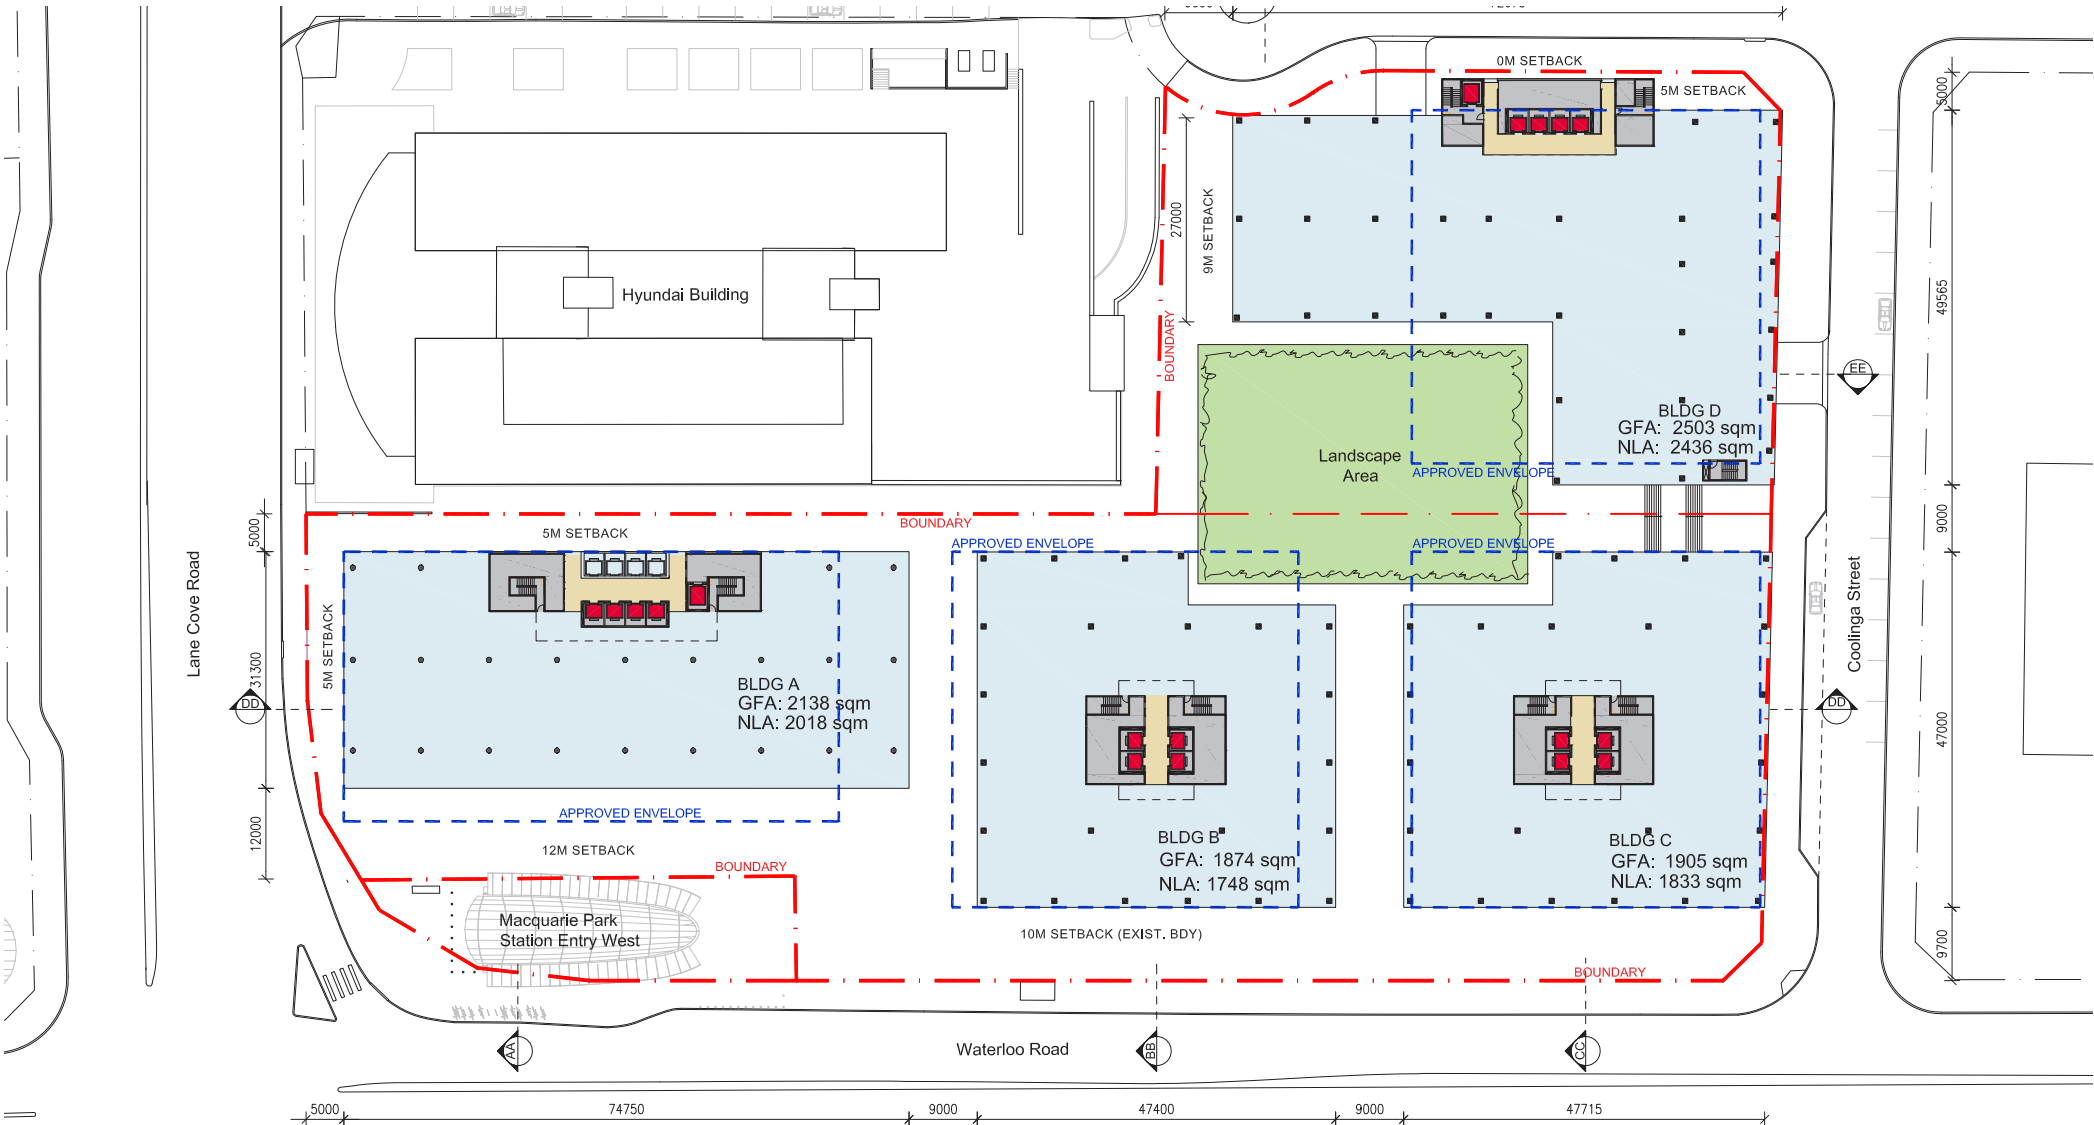 0M SETBACK
5M SETBACK
5000
27000
9M SETBACK
Hyundai Building
BOUNDARY
49565
EE
BLDG D
GFA: 2503 sqm
NLA: 2436 sqm
Landscape
Area
APPROVED ENVELOPE
5000
BOUNDARY
5M SETBACK
9000
APPROVED ENVELOPE
APPROVED ENVELOPE
Lane Cove Road
Coolinga Street
5M SETBACK
31300
BLDG A
GFA: 2138 sqm
NLA: 2018 sqm
DD
DD
47000
APPROVED ENVELOPE
12000
12M SETBACK
BOUNDARY
BLDG B
GFA: 1874 sqm
NLA: 1748 sqm
BLDG C
GFA: 1905 sqm
NLA: 1833 sqm
Macquarie Park
Station Entry West
10M SETBACK (EXIST. BDY)
9700
BOUNDARY
AA
BB
CC
Waterloo Road
5000
74750
9000
47400
9000
47715